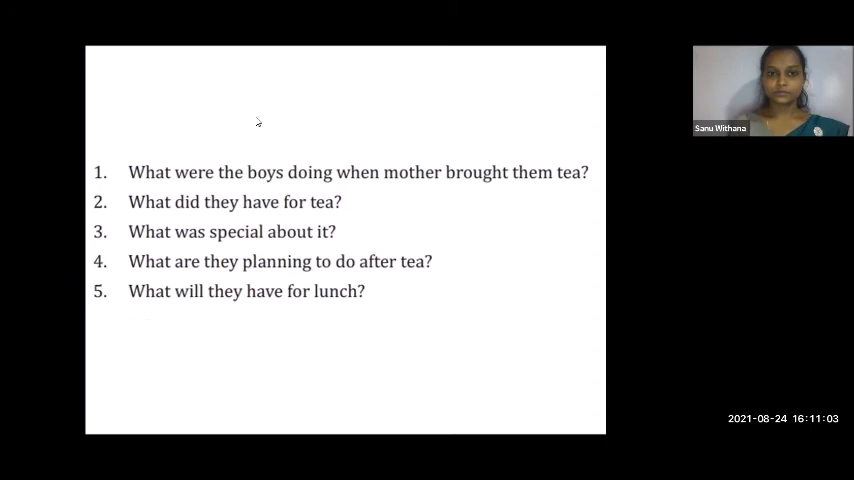 1. What were the boys doing when mother brought them tea?
2. What did they have for tea?
3. What was special about it?
4. What are they planning to do after tea?
5. What will they have for lunch?
Sanu Withana
2021-08-24 16:11:03